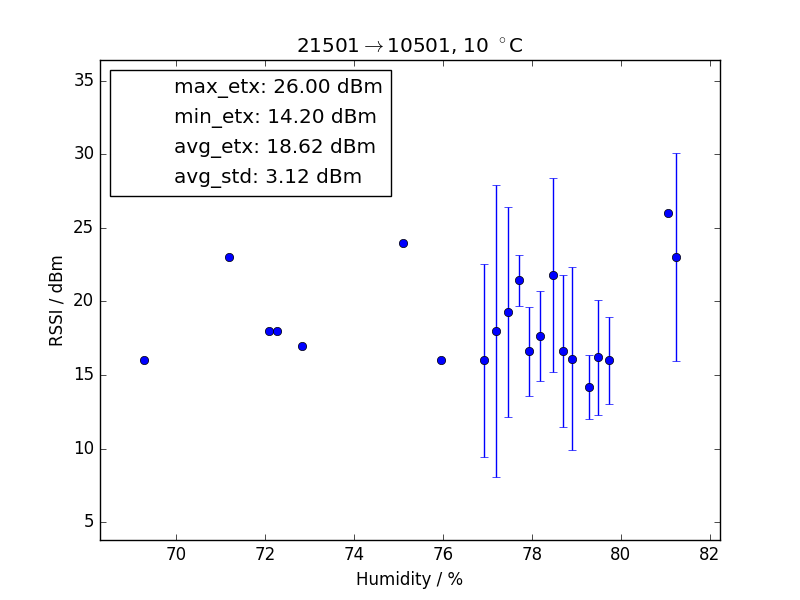 21501→10501, 10 °C
max_etx: 26.00 dBm
min_etx: 14.20 dBm
avg_etx: 18.62 dBm
avg_std: 3.12 dBm
RSSI / dBm
35
30
25
20
15
10
5
70 72 74 76 78 80 82
Humidity / %